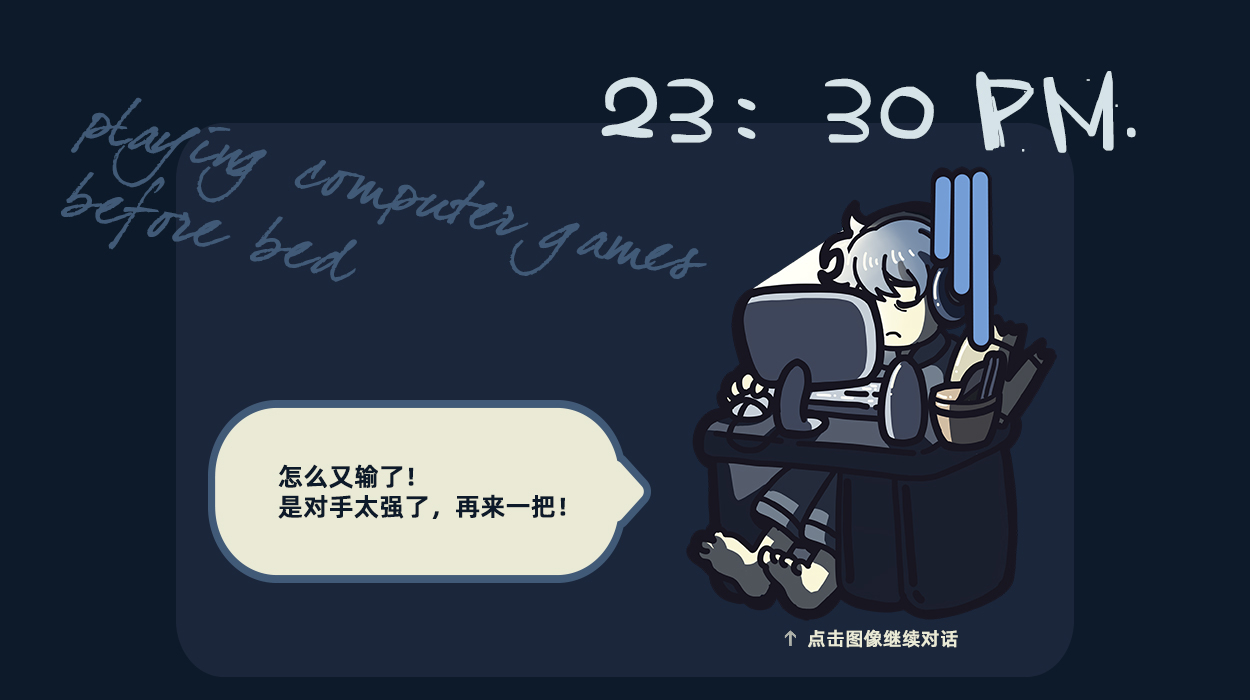 23: 30 PM.
playing computer games
before bed
怎么又输了！
是对手太强了，再来一把！
↑ 点击图像继续对话